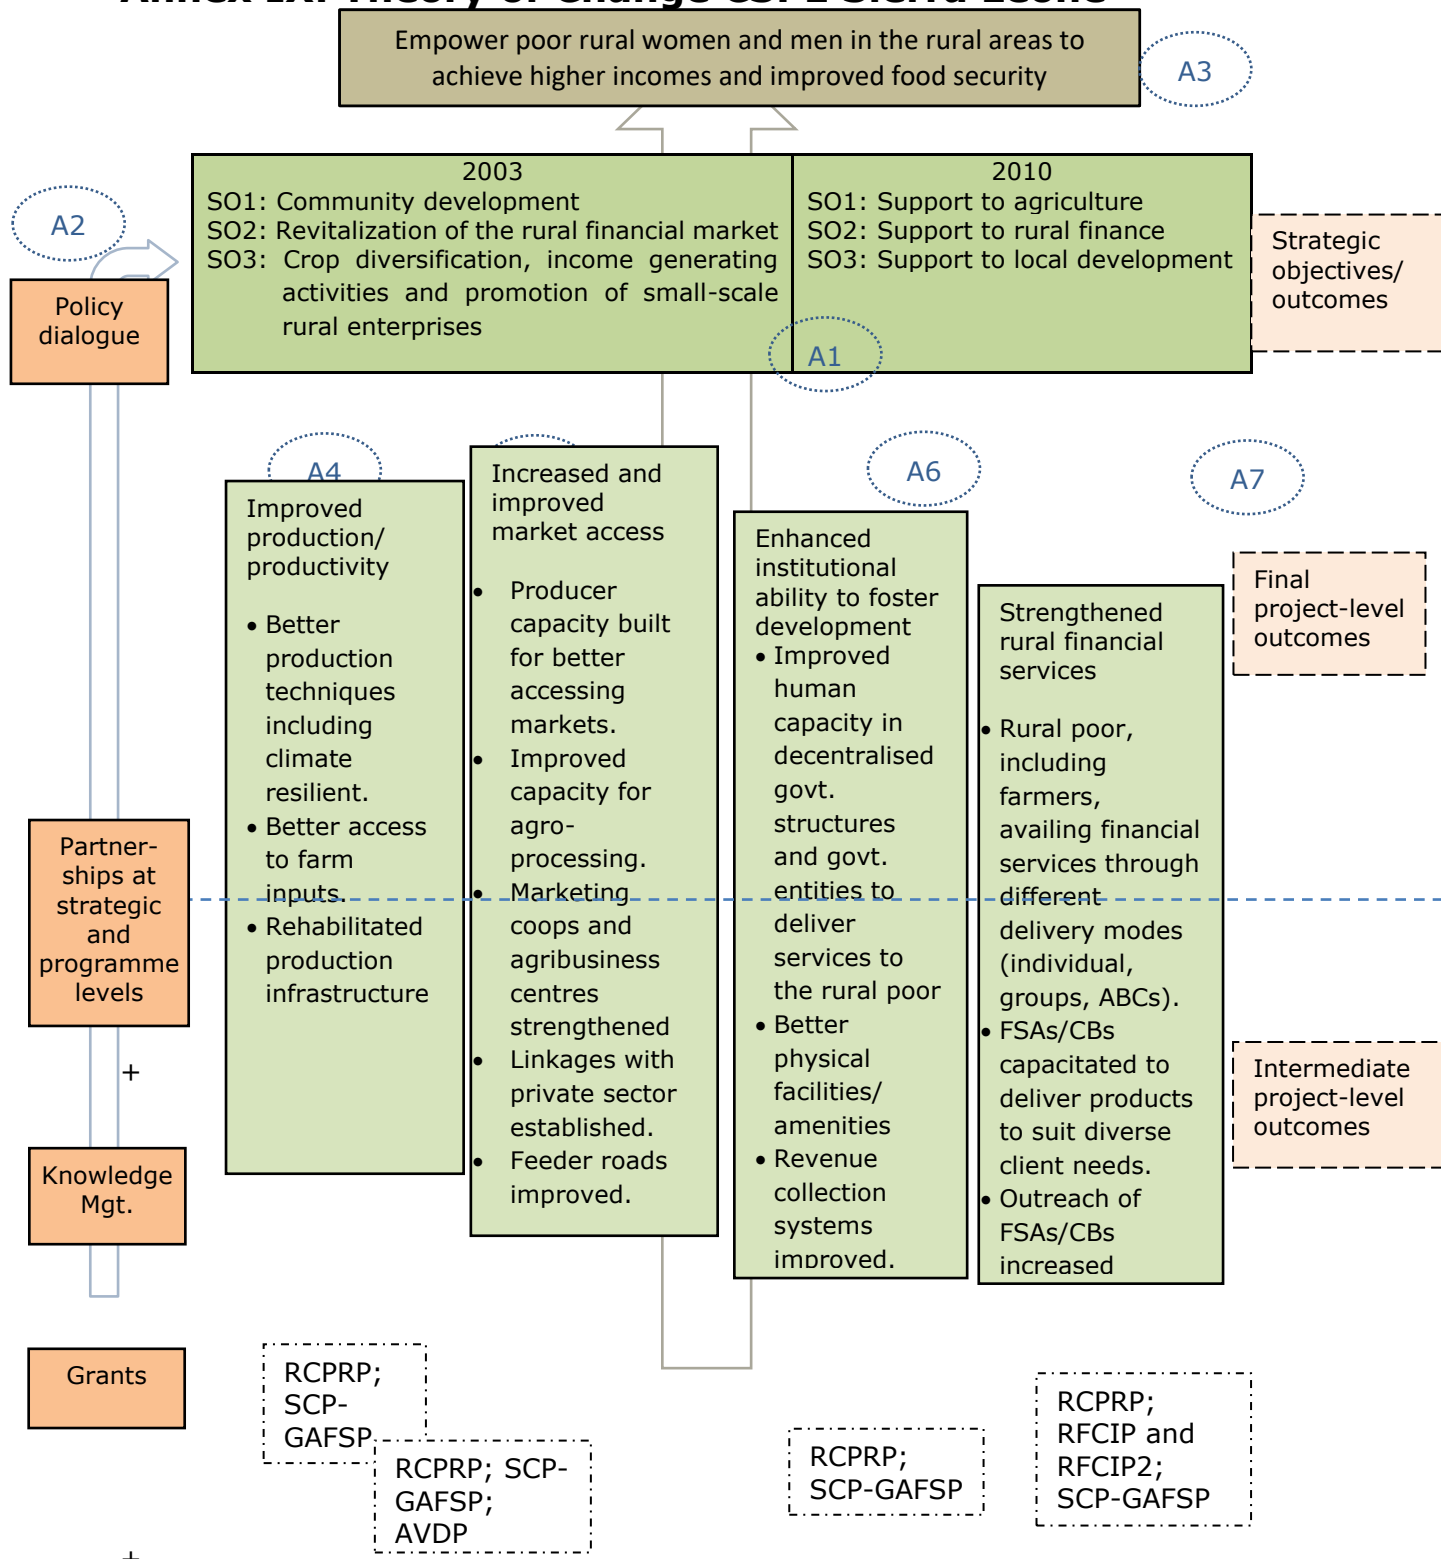 Annex IX. Theory of Change CSPE Sierra Leone
Empower poor rural women and men in the rural areas to
achieve higher incomes and improved food security
A3
A2
2003
SO1: Community development
SO2: Revitalization of the rural financial market
SO3: Crop diversification, income generating
activities and promotion of small-scale
rural enterprises
2010
SO1: Support to agriculture
SO2: Support to rural finance
SO3: Support to local development
A1
Strategic
objectives/
outcomes
Policy
dialogue
A4
A6
A7
Improved
production/
productivity
• Better
production
techniques
including
climate
resilient.
• Better access
to farm
inputs.
• Rehabilitated
production
infrastructure
Increased and
improved
market access
• Producer
capacity built
for better
accessing
markets.
• Improved
capacity for
agro-
processing.
• Marketing
coops and
agribusiness
centres
strengthened
• Linkages with
private sector
established.
• Feeder roads
improved.
Enhanced
institutional
ability to foster
development
• Improved
human
capacity in
decentralised
govt.
structures
and govt.
entities to
deliver
services to
the rural poor
• Better
physical
facilities/
amenities
• Revenue
collection
systems
improved.
Strengthened
rural financial
services
• Rural poor,
including
farmers,
availing financial
services through
different
delivery modes
(individual,
groups, ABCs).
• FSAs/CBs
capacitated to
deliver products
to suit diverse
client needs.
• Outreach of
FSAs/CBs
increased
Final
project-level
outcomes
Intermediate
project-level
outcomes
Partner-
ships at
strategic
and
programme
levels
+
Knowledge
Mgt.
Grants
+
RCPRP;
SCP-
GAFSP
RCPRP; SCP-
GAFSP;
AVDP
RCPRP;
SCP-GAFSP
RCPRP;
RFCIP and
RFCIP2;
SCP-GAFSP